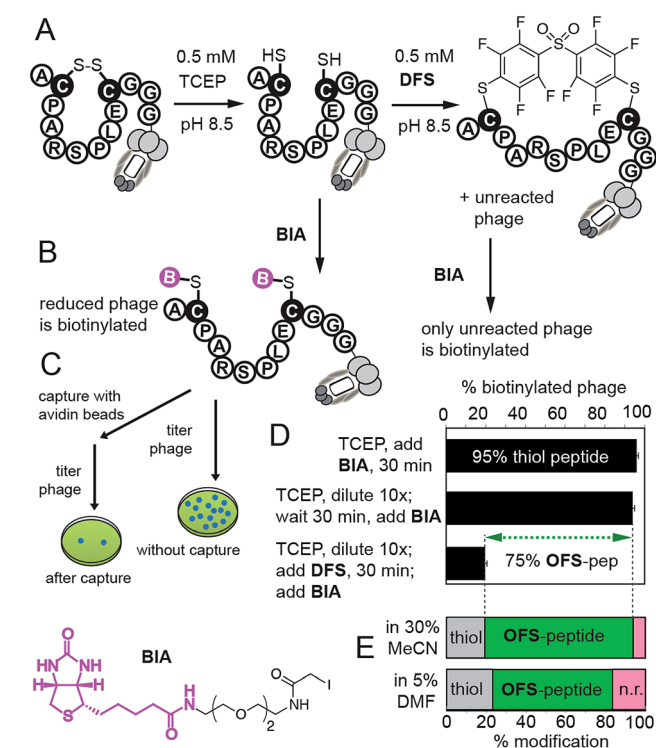 A
S-S
A C C G G G
P E
A L
R S P
0.5 mM
TCEP
pH 8.5
HS SH
A C C G G G
P E
A L
R S P
0.5 mM
DFS
pH 8.5
F F O O F F
S
F F F F
S S
A C P A R S P L E C G G G
+ unreacted
phage
BIA
only unreacted phage
is biotinylated
BIA
B
reduced phage
is biotinylated
B S B S
A C P A R S P L E C G G G
C
capture with
avidin beads
titer
phage
titer
phage
without capture
after capture
D
% biotinylated phage
0 20 40 60 80 100
TCEP, add
BIA, 30 min
95% thiol peptide
TCEP, dilute 10x;
wait 30 min, add BIA
TCEP, dilute 10x;
add DFS, 30 min;
add BIA
75% OFS-pep
E
in 30%
MeCN
thiol OFS-peptide
in 5%
DMF
thiol OFS-peptide n.r.
0 20 40 60 80 100
% modification
BIA
O
HN NH
H H
S
O
H
N
O
2
NH
O
I